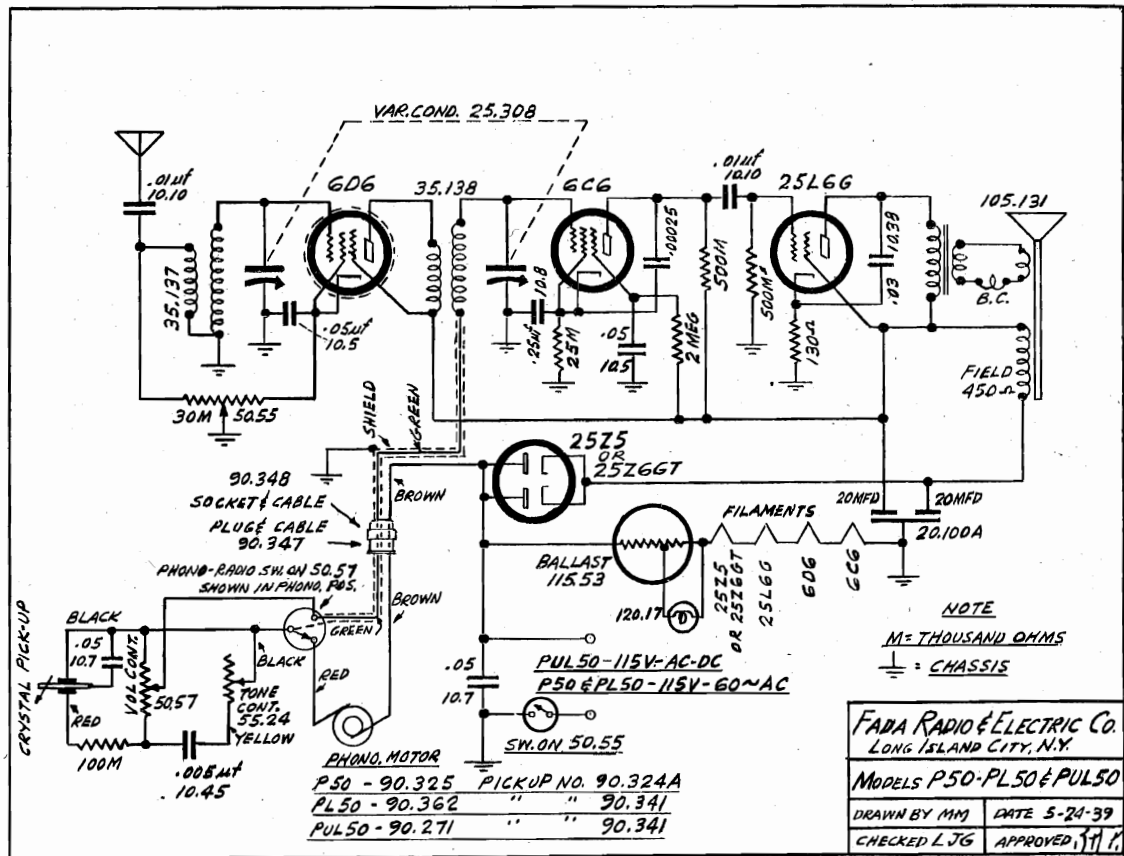 VAR.COND. 25.308
.01µf
10.10
6D6
35.138
6C6
.01µf
10.10
25L6G
105.131
35.137
.05µf
10.5
.25µf
10.8
25M
.00025
.05
10.5
500M
2 MEG
500M
130Ω
.03
10.38
B.C.
FIELD
450Ω
30M
50.55
SHIELD
GREEN
25Z5
OR
25Z6GT
90.348
SOCKET & CABLE
PLUG & CABLE
90.347
BROWN
PHONO-RADIO SW. ON 50.57
SHOWN IN PHONO. POS.
BROWN
BALLAST
115.53
FILAMENTS
20MFD
20MFD
20.100A
25Z5
OR 25Z6GT
25L6G
6D6
6C6
120.17
NOTE
M = THOUSAND OHMS
= CHASSIS
CRYSTAL PICK-UP
BLACK
.05
10.7
VOL CONT.
50.57
RED
100M
.005µf
10.45
TONE
CONT.
55.24
YELLOW
BLACK
GREEN
RED
PHONO. MOTOR
.05
10.7
PUL50-115V-AC-DC
P50 & PL50-115V-60~AC
SW. ON 50.55
P50 - 90.325 PICKUP NO. 90.324A
PL50 - 90.362 " " 90.341
PUL50 - 90.271 " " 90.341
FADA RADIO & ELECTRIC CO.
LONG ISLAND CITY, N.Y.
MODELS P50-PL50 & PUL50
DRAWN BY MM
DATE 5-24-39
CHECKED LJG
APPROVED